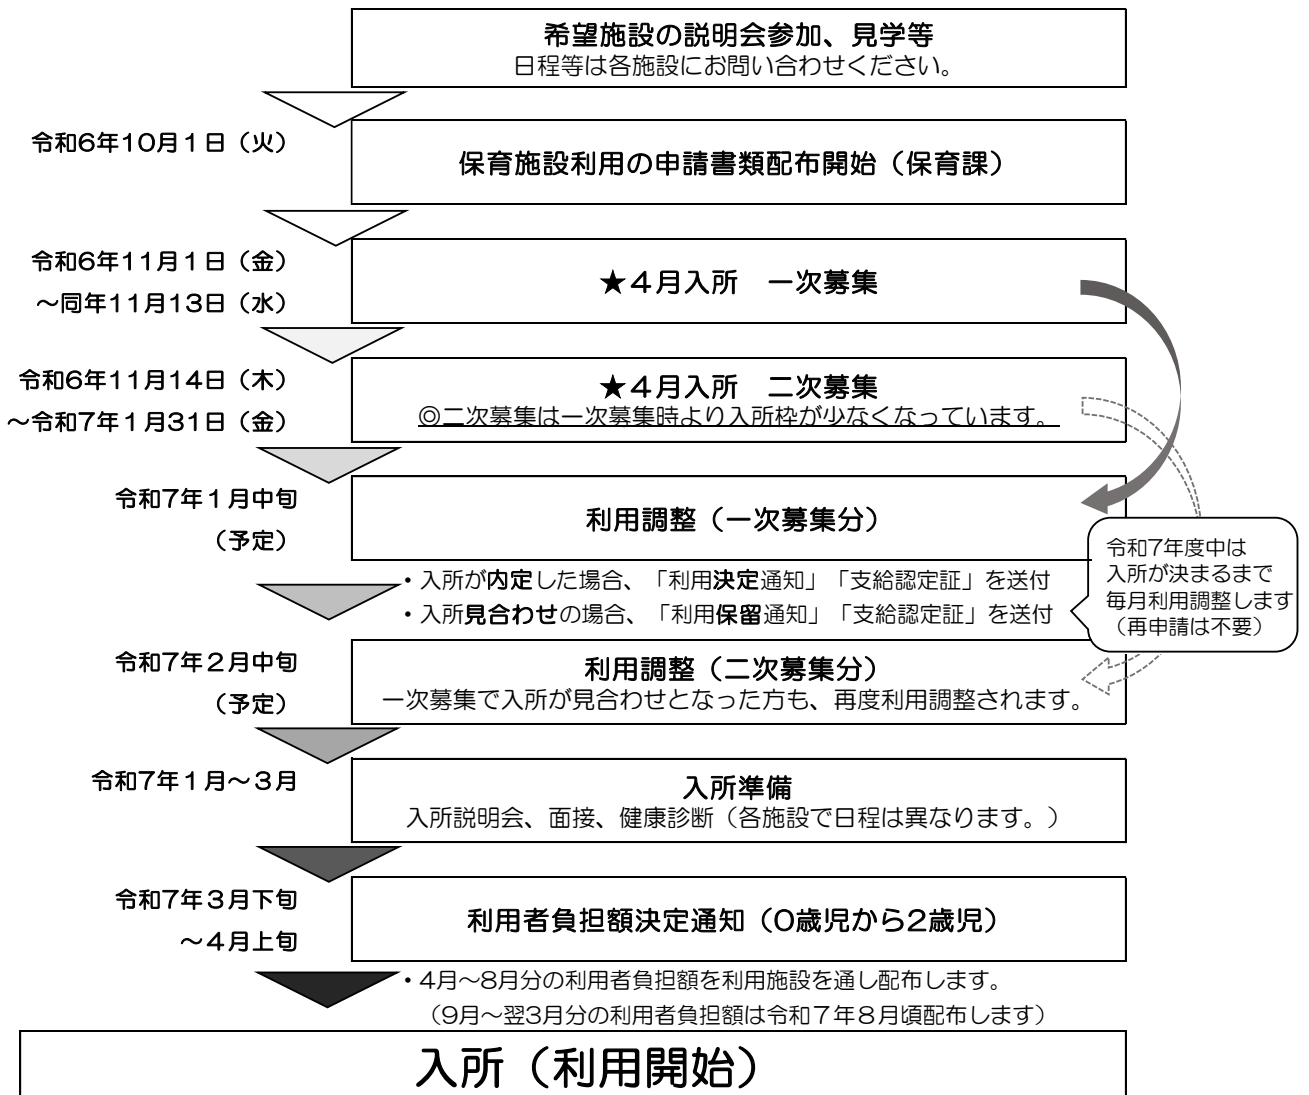 希望施設の説明会参加、見学等
日程等は各施設にお問い合わせください。
令和6年10月1日（火）
保育施設利用の申請書類配布開始（保育課）
令和6年11月1日（金）
～同年11月13日（水）
★４月入所　一次募集
令和6年11月14日（木）
～令和7年1月31日（金）
★４月入所　二次募集
◎二次募集は一次募集時より入所枠が少なくなっています。
令和7年１月中旬
（予定）
利用調整（一次募集分）
令和7年度中は
入所が決まるまで
毎月利用調整します
（再申請は不要）
・入所が内定した場合、「利用決定通知」「支給認定証」を送付
・入所見合わせの場合、「利用保留通知」「支給認定証」を送付
令和7年２月中旬
（予定）
利用調整（二次募集分）
一次募集で入所が見合わせとなった方も、再度利用調整されます。
令和7年１月～３月
入所準備
入所説明会、面接、健康診断（各施設で日程は異なります。）
令和7年３月下旬
～４月上旬
利用者負担額決定通知（0歳児から2歳児）
・4月～8月分の利用者負担額を利用施設を通し配布します。
（9月～翌3月分の利用者負担額は令和７年８月頃配布します）
入所（利用開始）